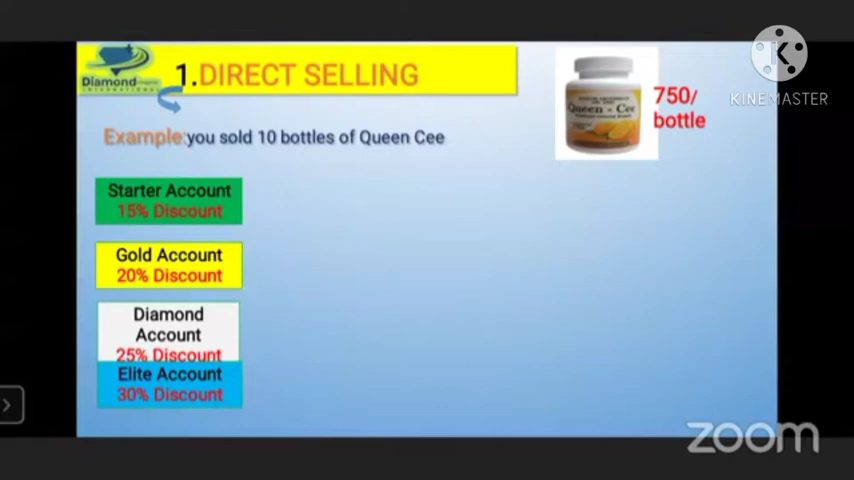 Diamond
INTERNATIONAL
1.DIRECT SELLING
Example:you sold 10 bottles of Queen Cee
Queen - Cee
750/
bottle
KINEMASTER
Starter Account
15% Discount
Gold Account
20% Discount
Diamond
Account
25% Discount
Elite Account
30% Discount
zoom